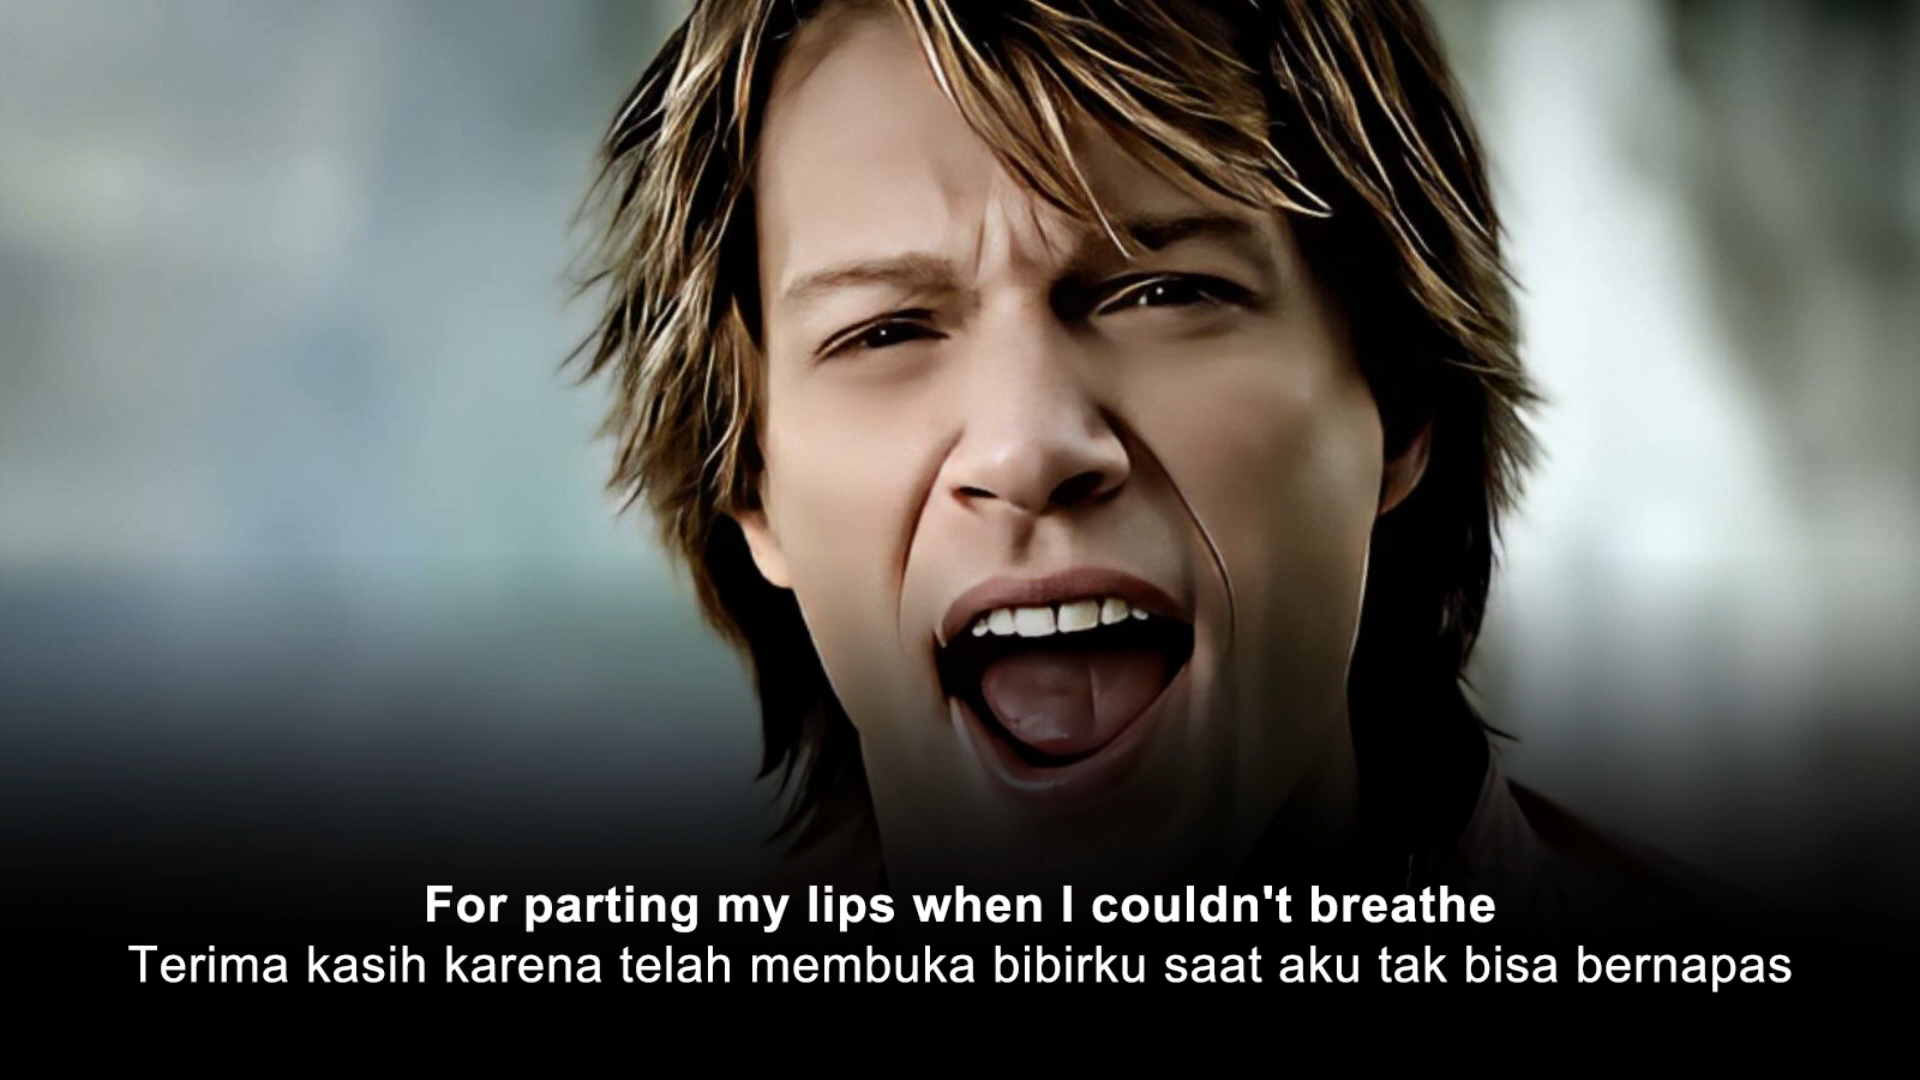 For parting my lips when I couldn't breathe
Terima kasih karena telah membuka bibirku saat aku tak bisa bernapas